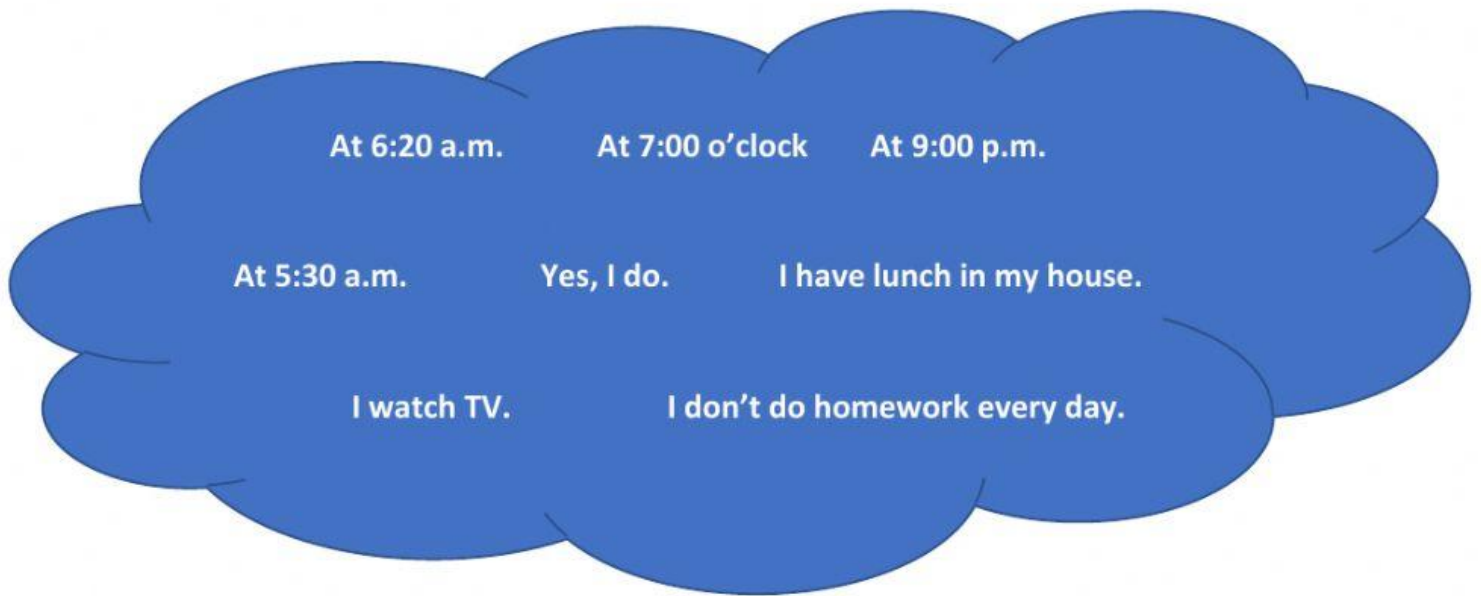 At 6:20 a.m. At 7:00 o’clock At 9:00 p.m.
At 5:30 a.m. Yes, I do. I have lunch in my house.
I watch TV. I don’t do homework every day.